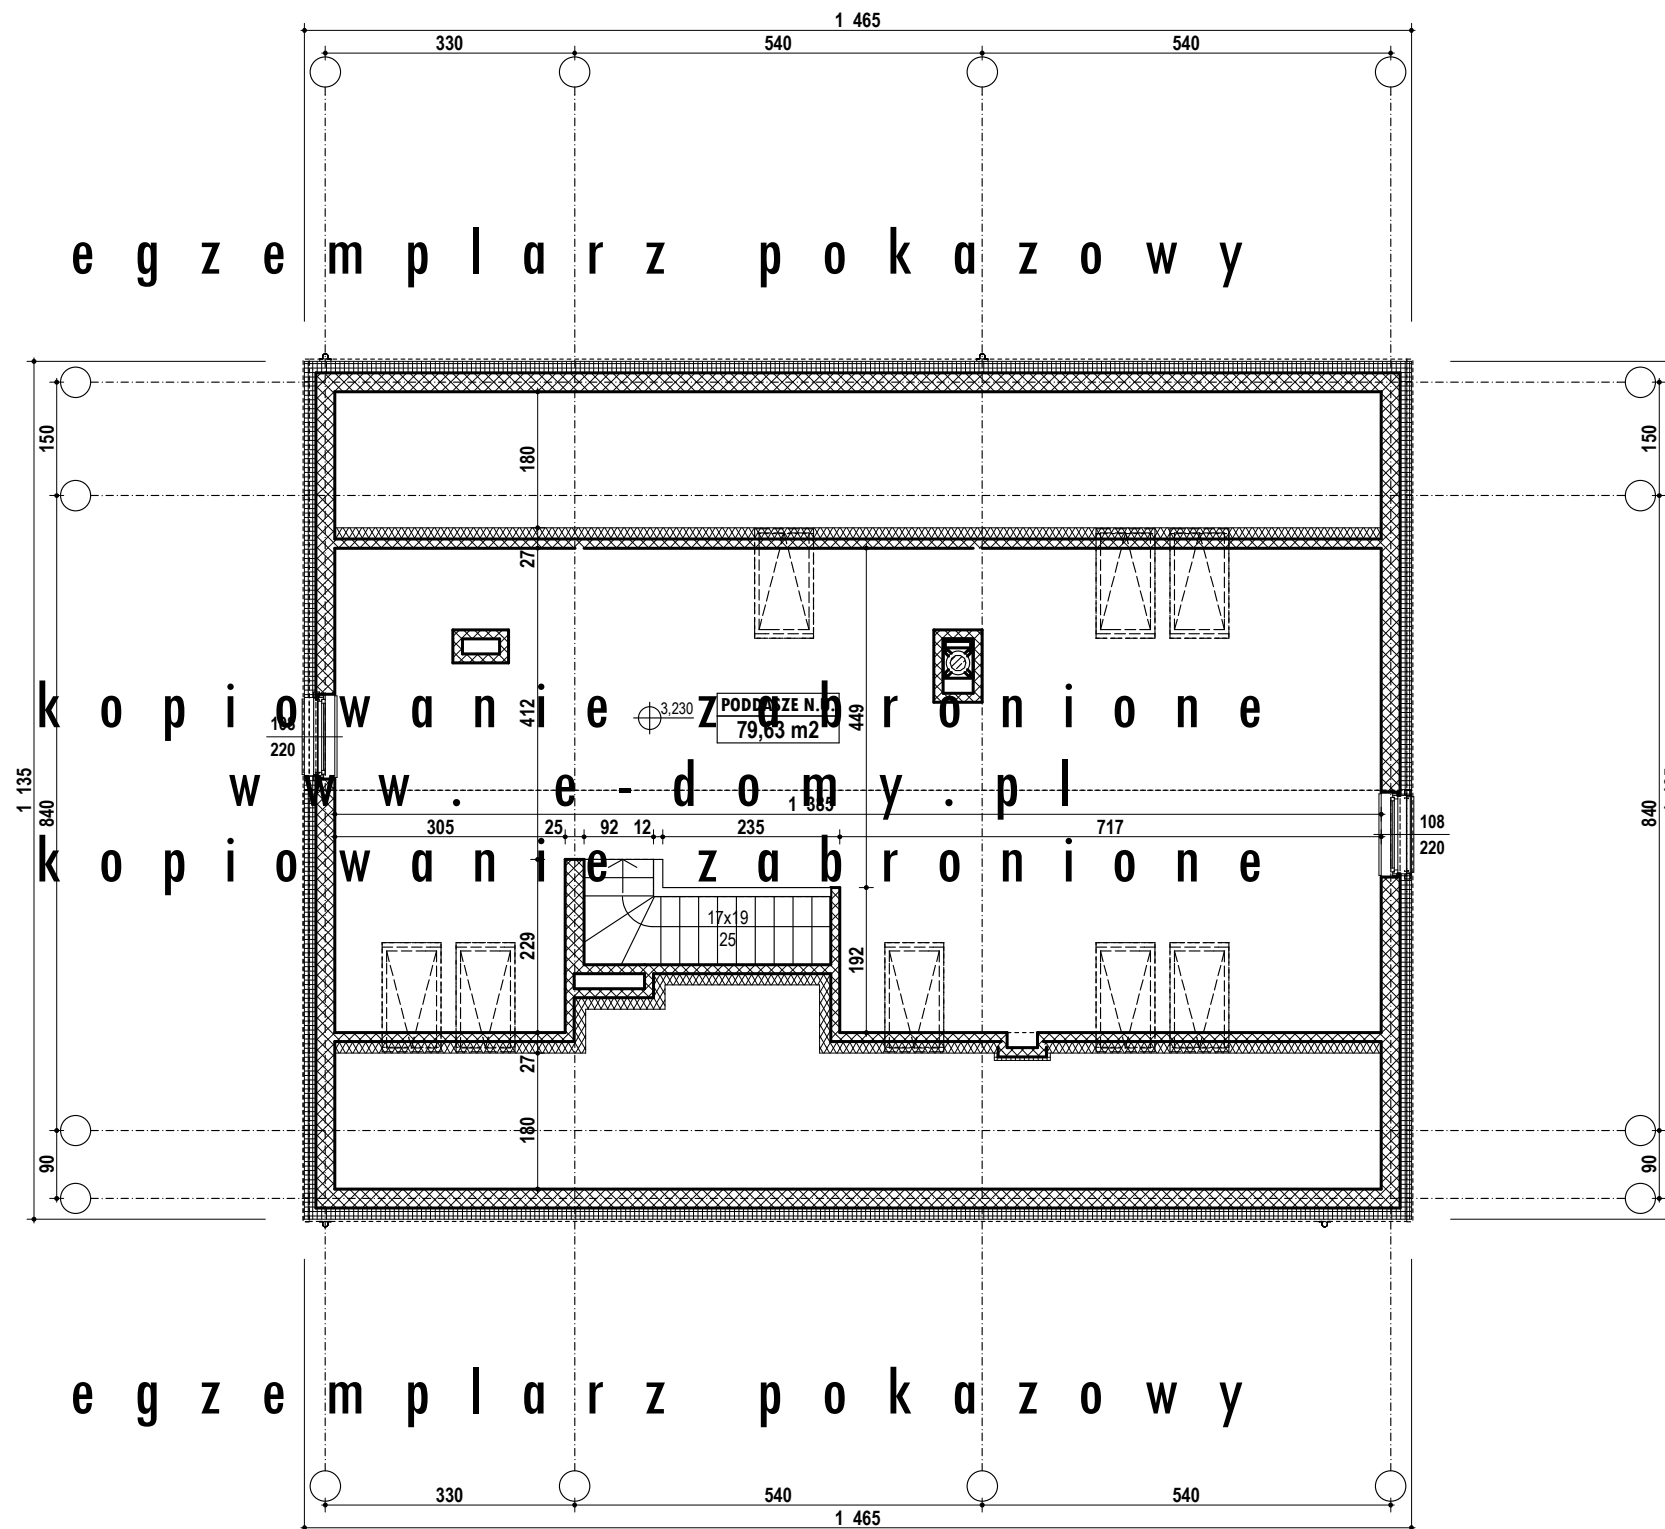 1 465
330 540 540
egzemplarz pokazowy
150 150
180
27
kopiowanie zabronione
412 3,230 PODDASZE N.U. 449
79,63 m2
220
www.e-domy.pl
1 135 840 1 385 840
305 25 92 12 235 717 108
220
kopiowanie zabronione
17x19
25
229 192
27
180
90 90
egzemplarz pokazowy
330 540 540
1 465